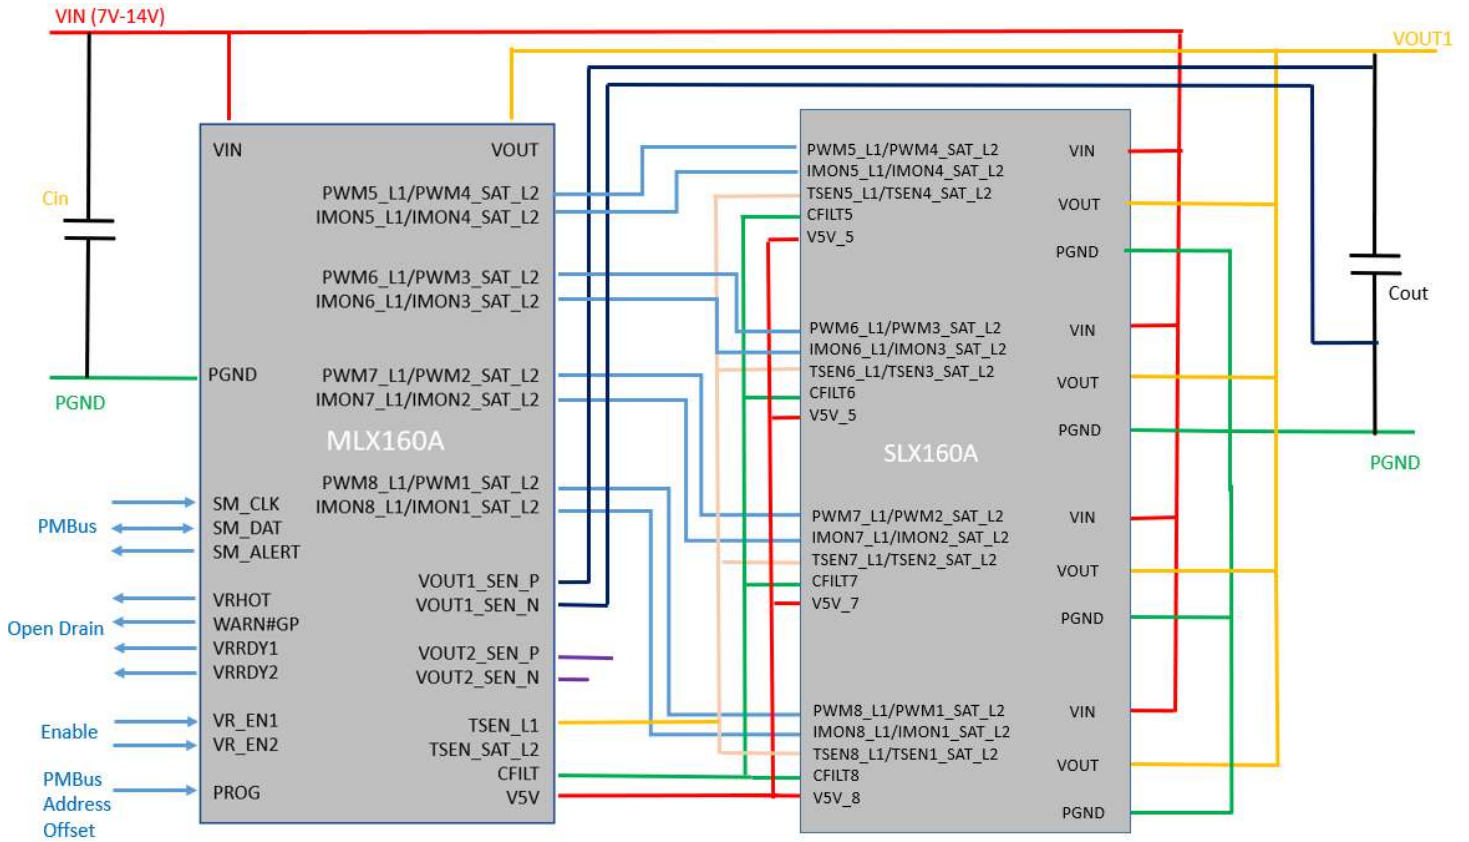 VIN (7V-14V)
VOUT1
Cin
PGND
VIN
VOUT
PWM5_L1/PWM4_SAT_L2
IMON5_L1/IMON4_SAT_L2
PWM6_L1/PWM3_SAT_L2
IMON6_L1/IMON3_SAT_L2
PGND
PWM7_L1/PWM2_SAT_L2
IMON7_L1/IMON2_SAT_L2
MLX160A
PWM8_L1/PWM1_SAT_L2
IMON8_L1/IMON1_SAT_L2
PMBus
SM_CLK
SM_DAT
SM_ALERT
VOUT1_SEN_P
VOUT1_SEN_N
Open Drain
VRHOT
WARN#GP
VRRDY1
VRRDY2
VOUT2_SEN_P
VOUT2_SEN_N
Enable
VR_EN1
VR_EN2
TSEN_L1
TSEN_SAT_L2
CFILT
V5V
PMBus
Address
Offset
PROG
PWM5_L1/PWM4_SAT_L2
IMON5_L1/IMON4_SAT_L2
TSEN5_L1/TSEN4_SAT_L2
CFILT5
V5V_5
VIN
VOUT
PGND
PWM6_L1/PWM3_SAT_L2
IMON6_L1/IMON3_SAT_L2
TSEN6_L1/TSEN3_SAT_L2
CFILT6
V5V_5
VIN
VOUT
PGND
SLX160A
PWM7_L1/PWM2_SAT_L2
IMON7_L1/IMON2_SAT_L2
TSEN7_L1/TSEN2_SAT_L2
CFILT7
V5V_7
VIN
VOUT
PGND
PWM8_L1/PWM1_SAT_L2
IMON8_L1/IMON1_SAT_L2
TSEN8_L1/TSEN1_SAT_L2
CFILT8
V5V_8
VIN
VOUT
PGND
Cout
PGND